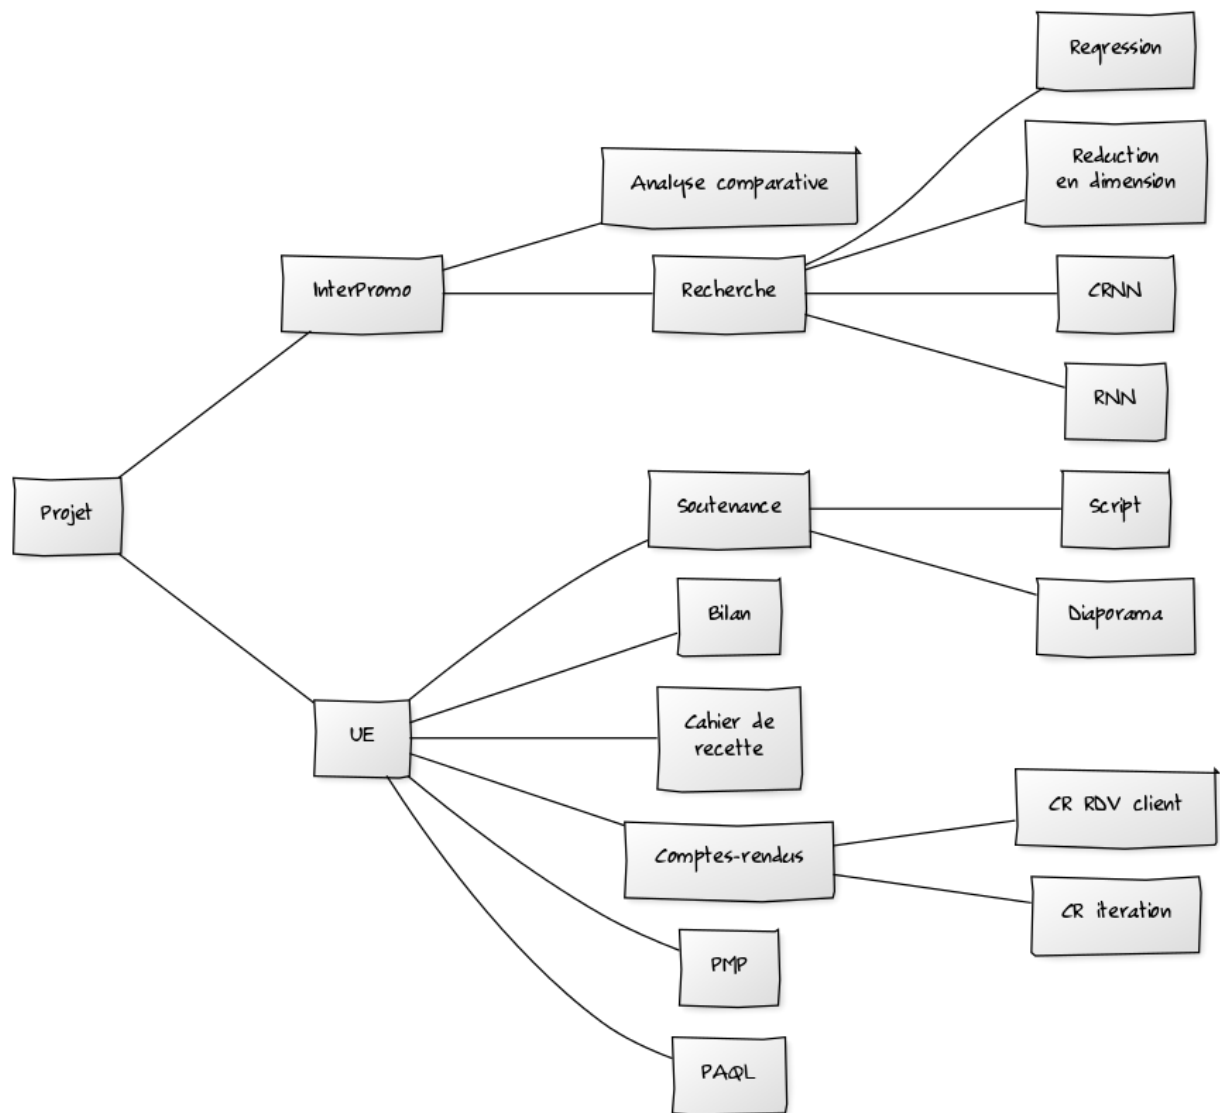 Regression
Reduction
en dimension
Analyse comparative
InterPromo
Recherche
CRNN
RNN
Projet
Soutenance
Script
Bilan
Diaporama
UE
Cahier de
recette
CR RDV client
Comptes-rendus
CR iteration
PMP
PAQL